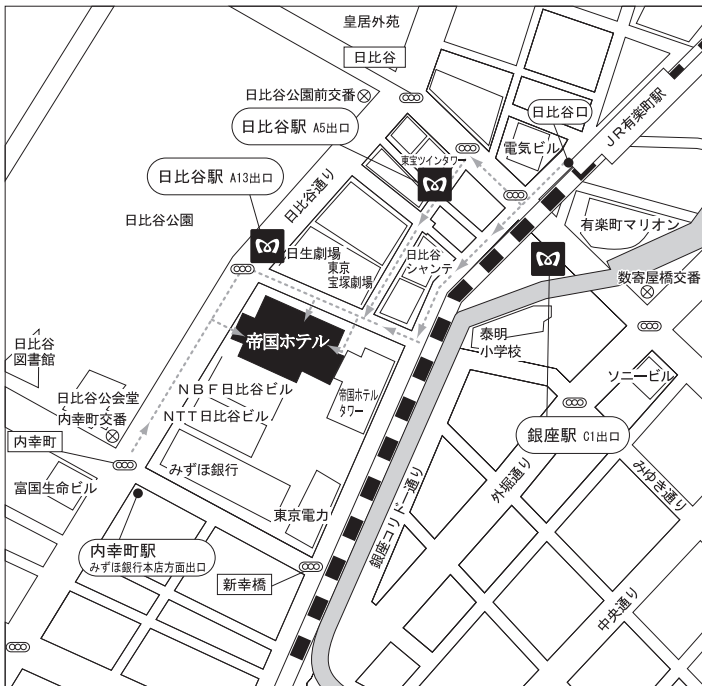 皇居外苑
日比谷
日比谷公園前交番
日比谷口
JR有楽町駅
日比谷駅 A5出口
電気ビル
東宝ツインタワー
日比谷駅 A13出口
日比谷通り
日比谷公園
有楽町マリオン
日生劇場
東京
宝塚劇場
日比谷
シャンテ
数寄屋橋交番
帝国ホテル
泰明
小学校
日比谷
図書館
ソニービル
NBF日比谷ビル
帝国ホテル
タワー
日比谷公会堂
内幸町交番
NTT日比谷ビル
銀座駅 C1出口
内幸町
みずほ銀行
富国生命ビル
外堀通り
みゆき通り
銀座コリドー通り
東京電力
内幸町駅
みずほ銀行本店方面出口
新幸橋
中央通り